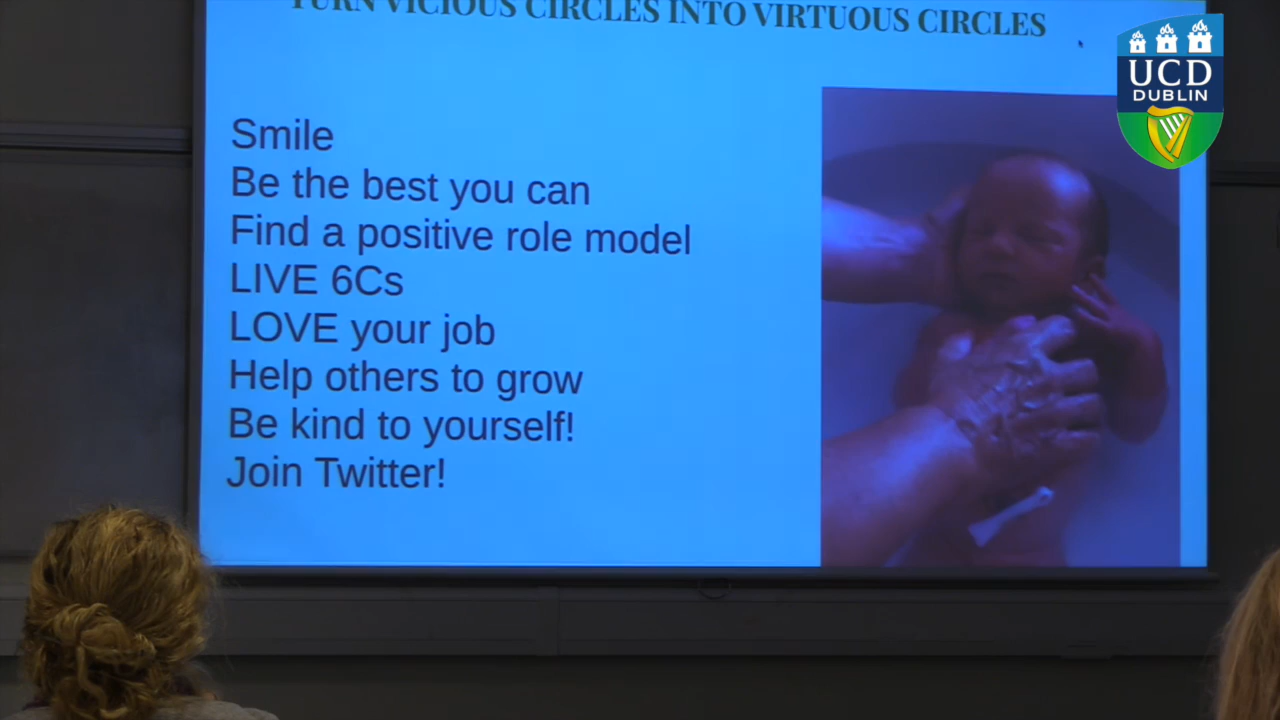 TURN VICIOUS CIRCLES INTO VIRTUOUS CIRCLES
UCD
DUBLIN
Smile
Be the best you can
Find a positive role model
LIVE 6Cs
LOVE your job
Help others to grow
Be kind to yourself!
Join Twitter!